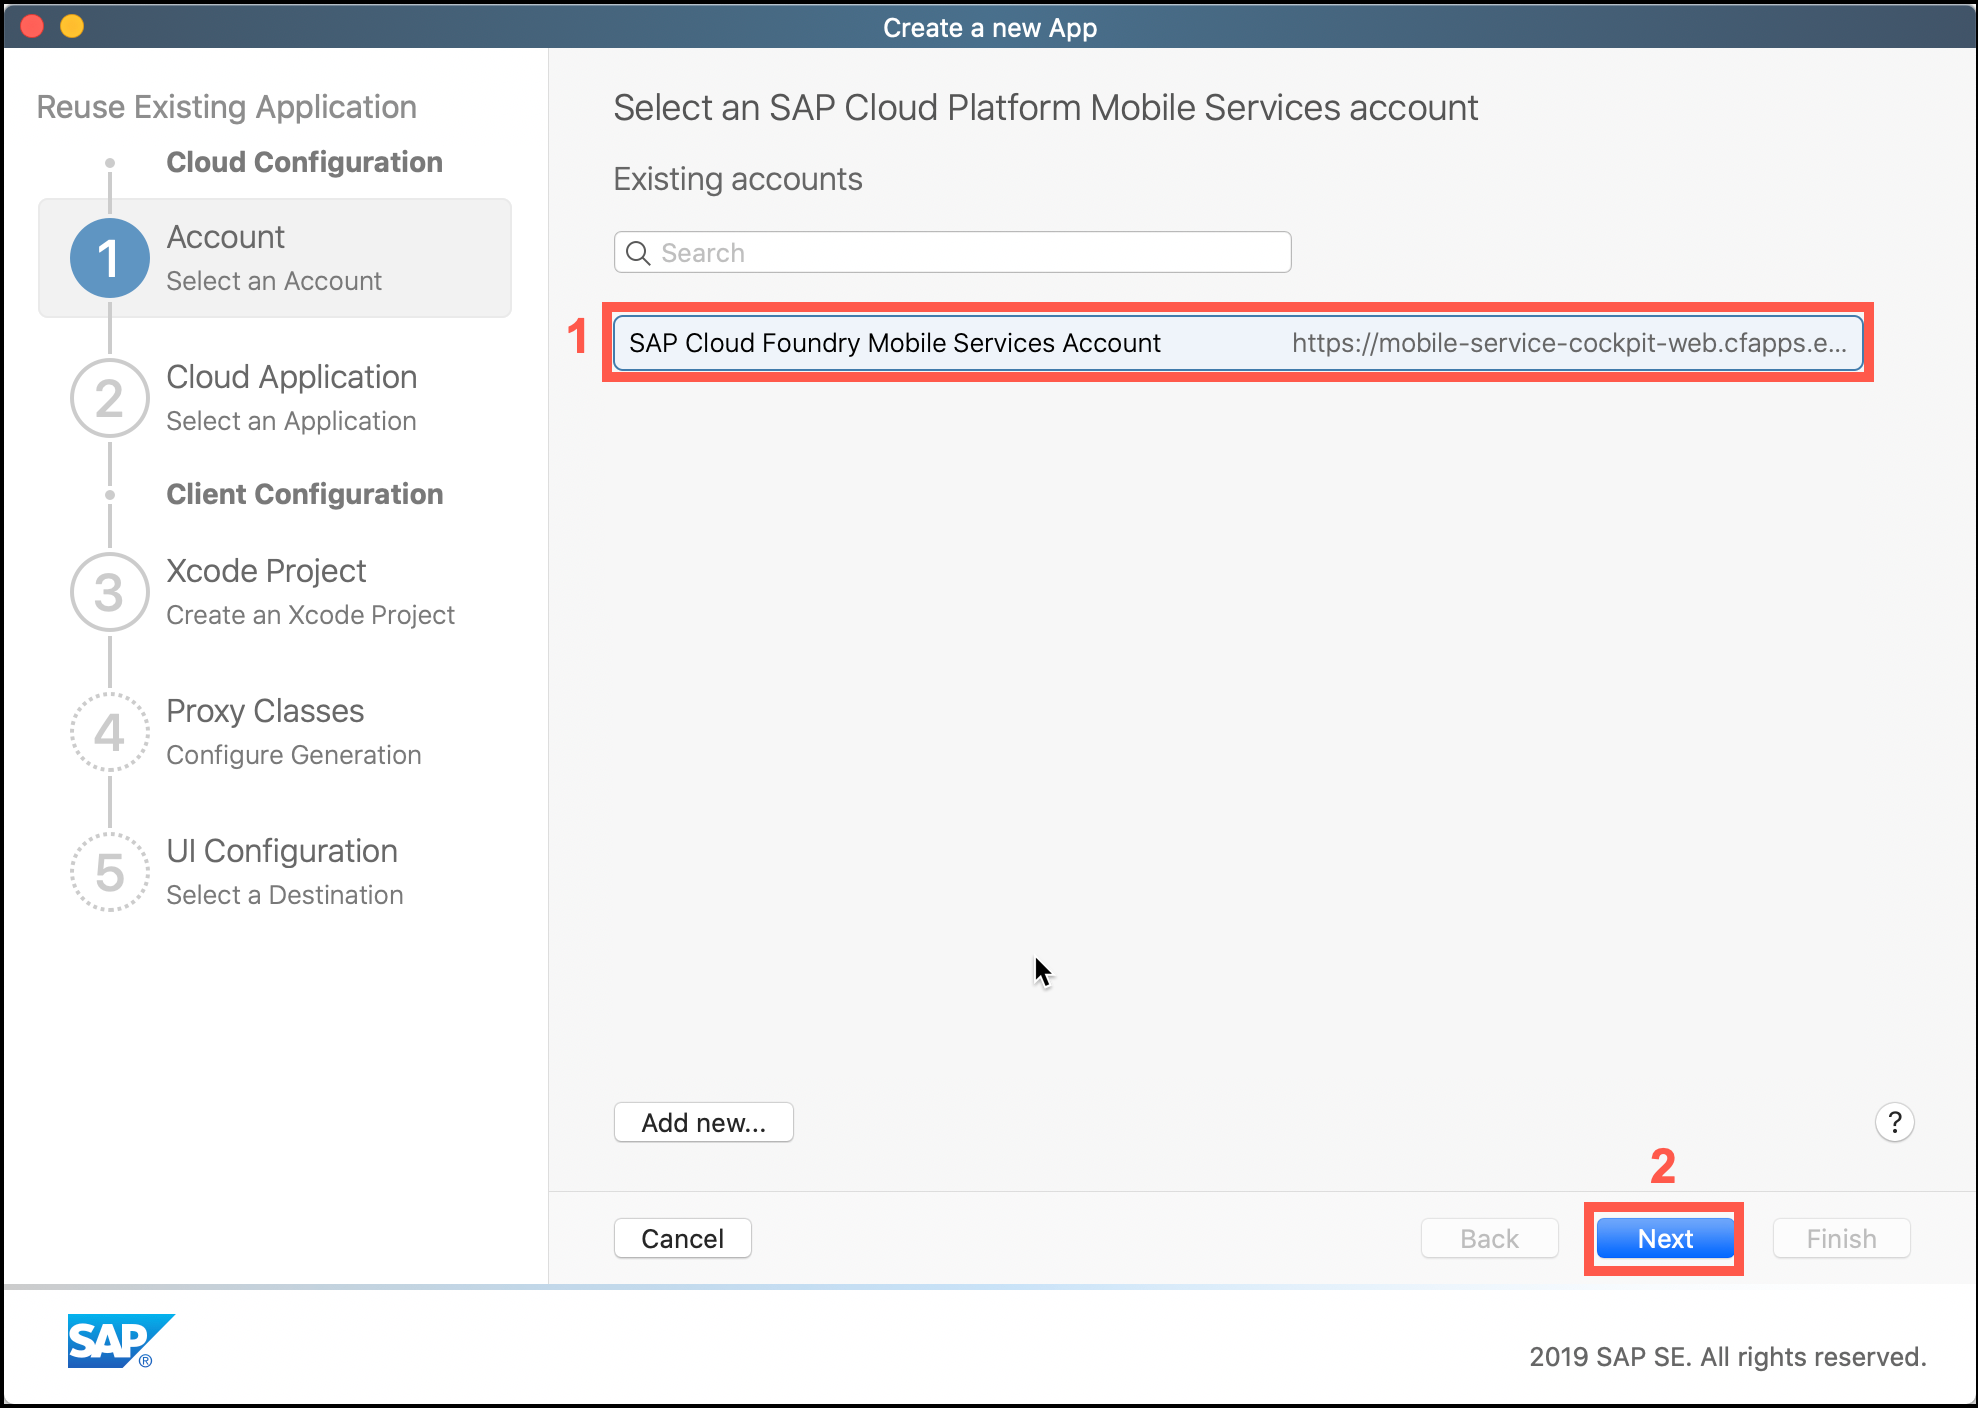 Create a new App
Reuse Existing Application
Cloud Configuration
1
Account
Select an Account
2
Cloud Application
Select an Application
Client Configuration
3
Xcode Project
Create an Xcode Project
4
Proxy Classes
Configure Generation
5
UI Configuration
Select a Destination
Select an SAP Cloud Platform Mobile Services account
Existing accounts
Search
1
SAP Cloud Foundry Mobile Services Account https://mobile-service-cockpit-web.cfapps.e...
Add new...
?
2
Cancel Back Next Finish
SAP®
2019 SAP SE. All rights reserved.